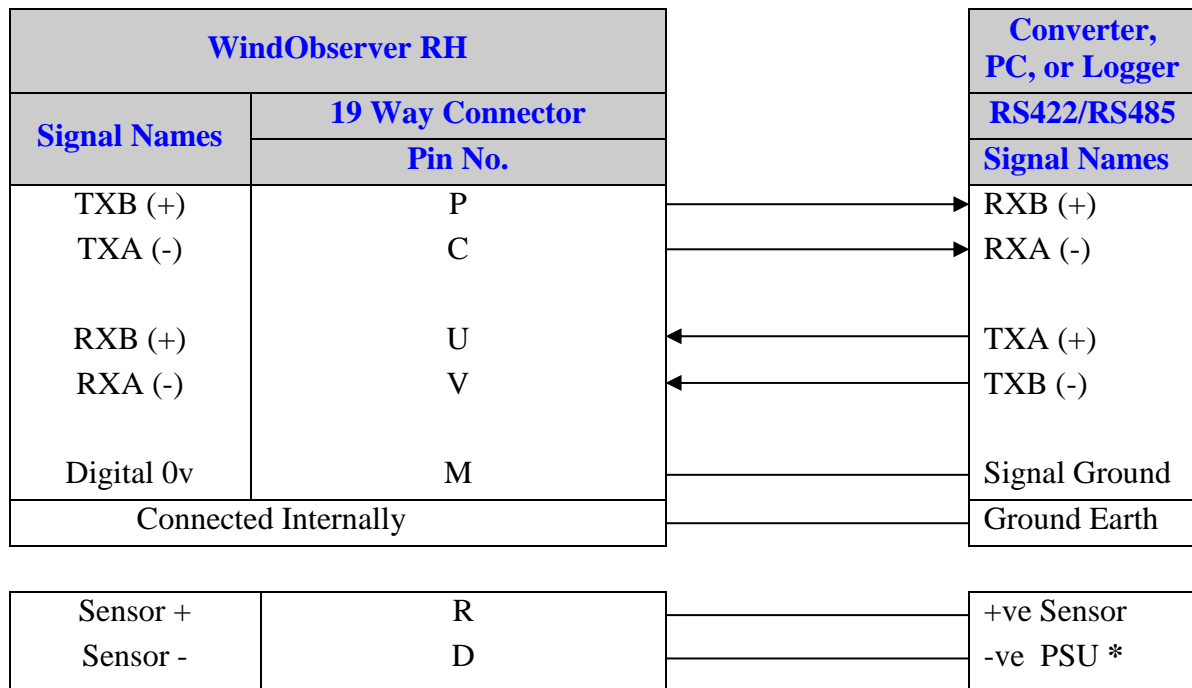 WindObserver RH
Converter,
PC, or Logger
Signal Names
19 Way Connector
RS422/RS485
Pin No.
Signal Names
TXB (+) P RXB (+)
TXA (-) C RXA (-)
RXB (+) U TXA (+)
RXA (-) V TXB (-)
Digital 0v M Signal Ground
Connected Internally Ground Earth
Sensor + R +ve Sensor
Sensor - D -ve PSU *